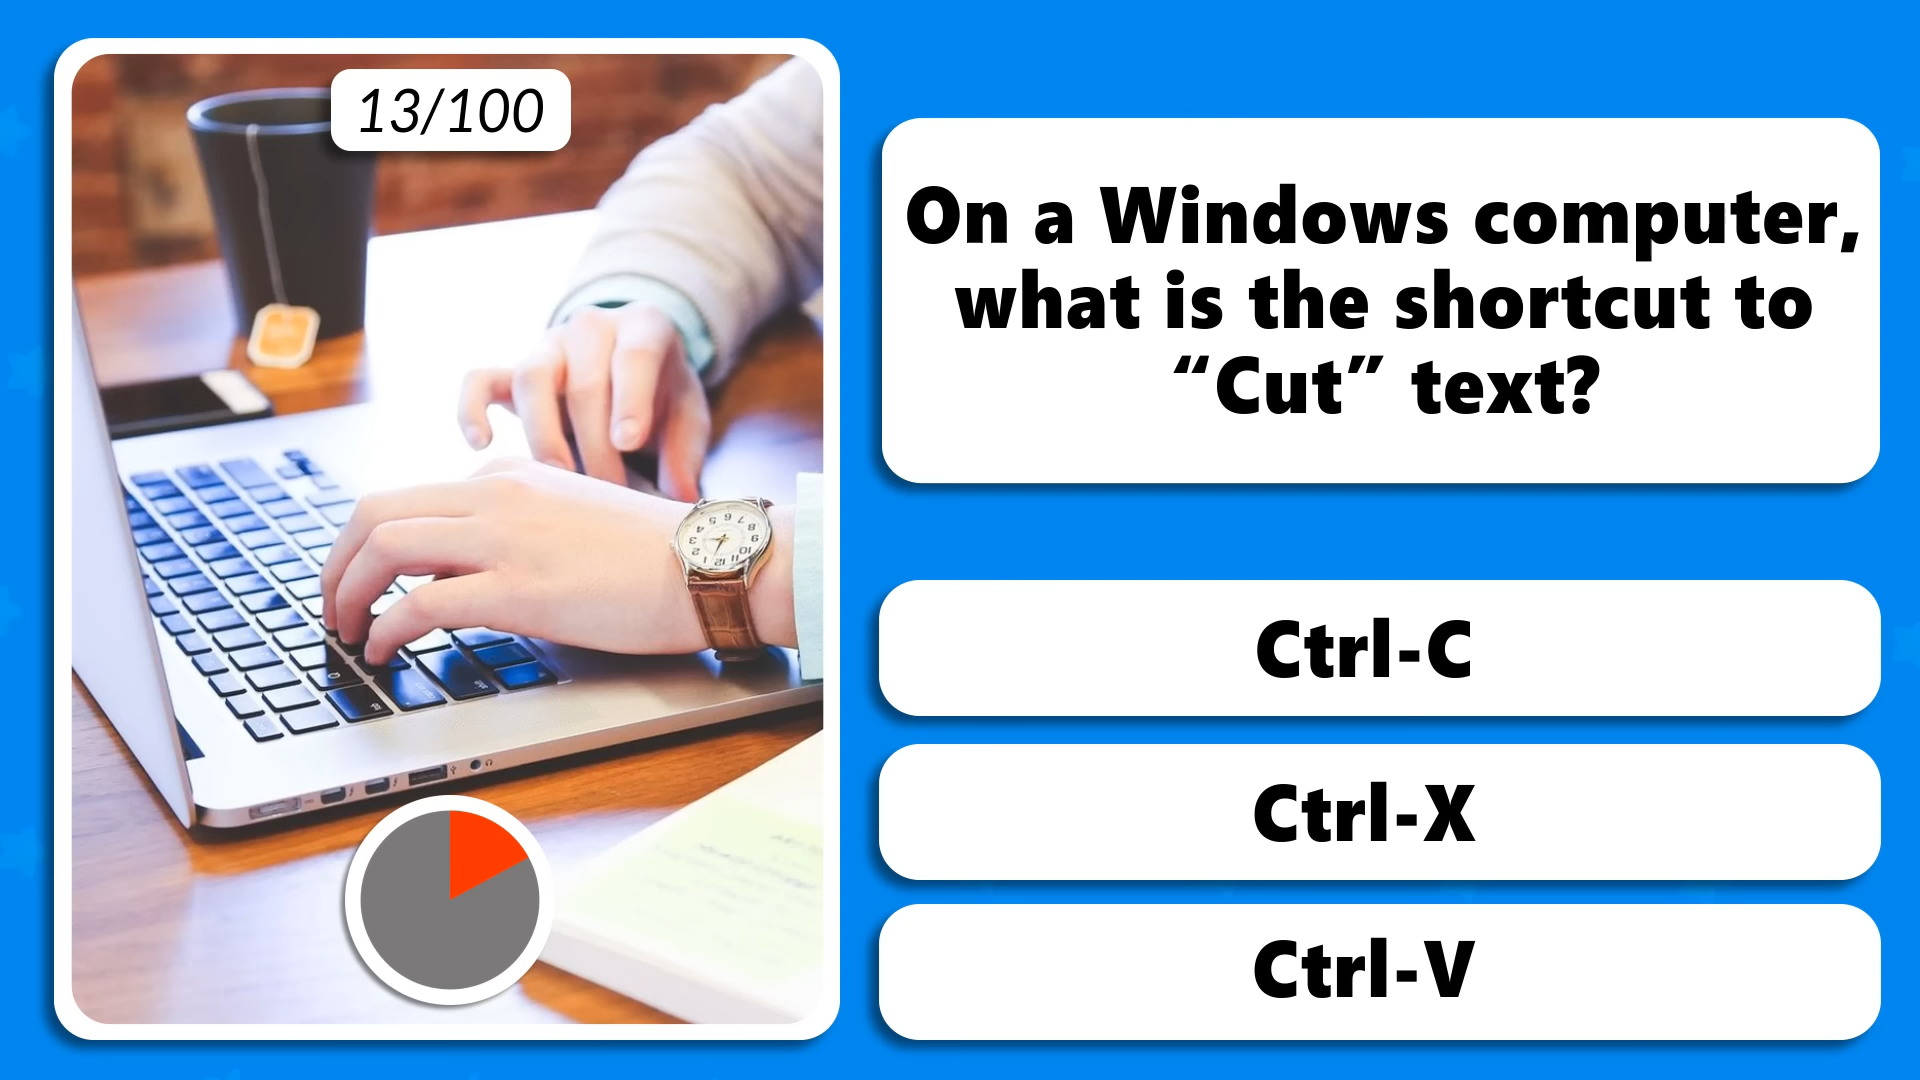 13/100
On a Windows computer,
what is the shortcut to
“Cut” text?
Ctrl-C
Ctrl-X
Ctrl-V